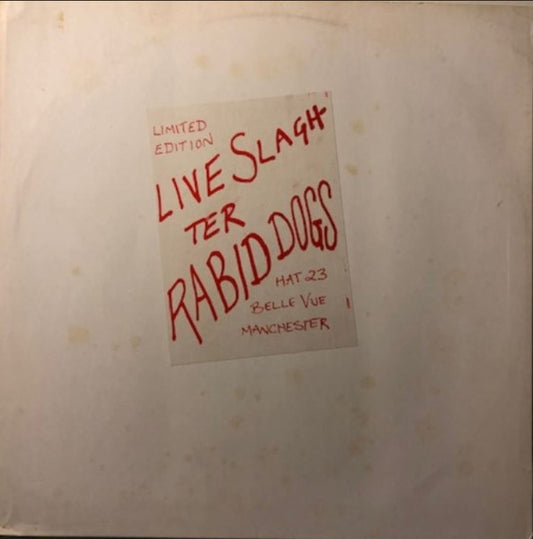 LIMITED
EDITION
LIVE SLAGH
TER
RABID DOGS
HAT 23
BELLE VUE
MANCHESTER